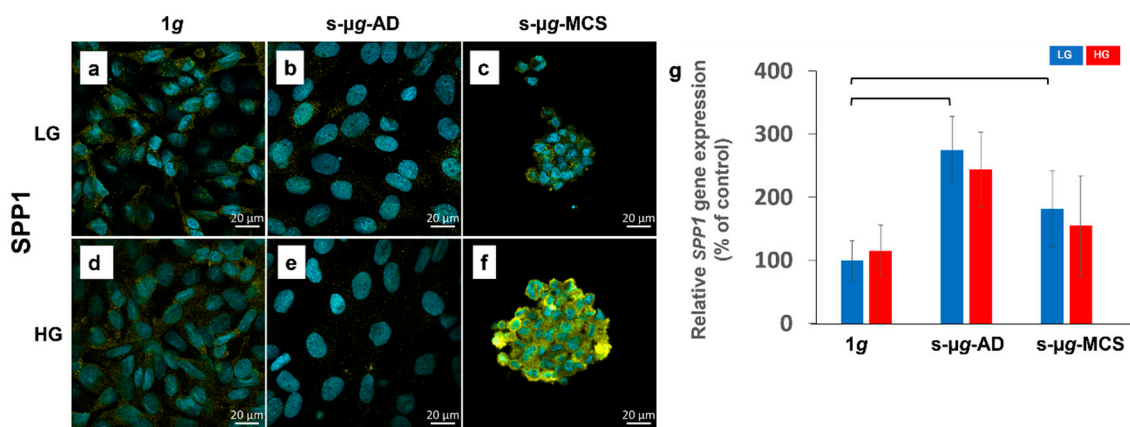 1g
s-µg-AD
s-µg-MCS
SPP1
LG
a
b
c
20 µm
20 µm
20 µm
HG
d
e
f
20 µm
20 µm
20 µm
g
LG
HG
Relative SPP1 gene expression
(% of control)
400
300
200
100
0
1g
s-µg-AD
s-µg-MCS